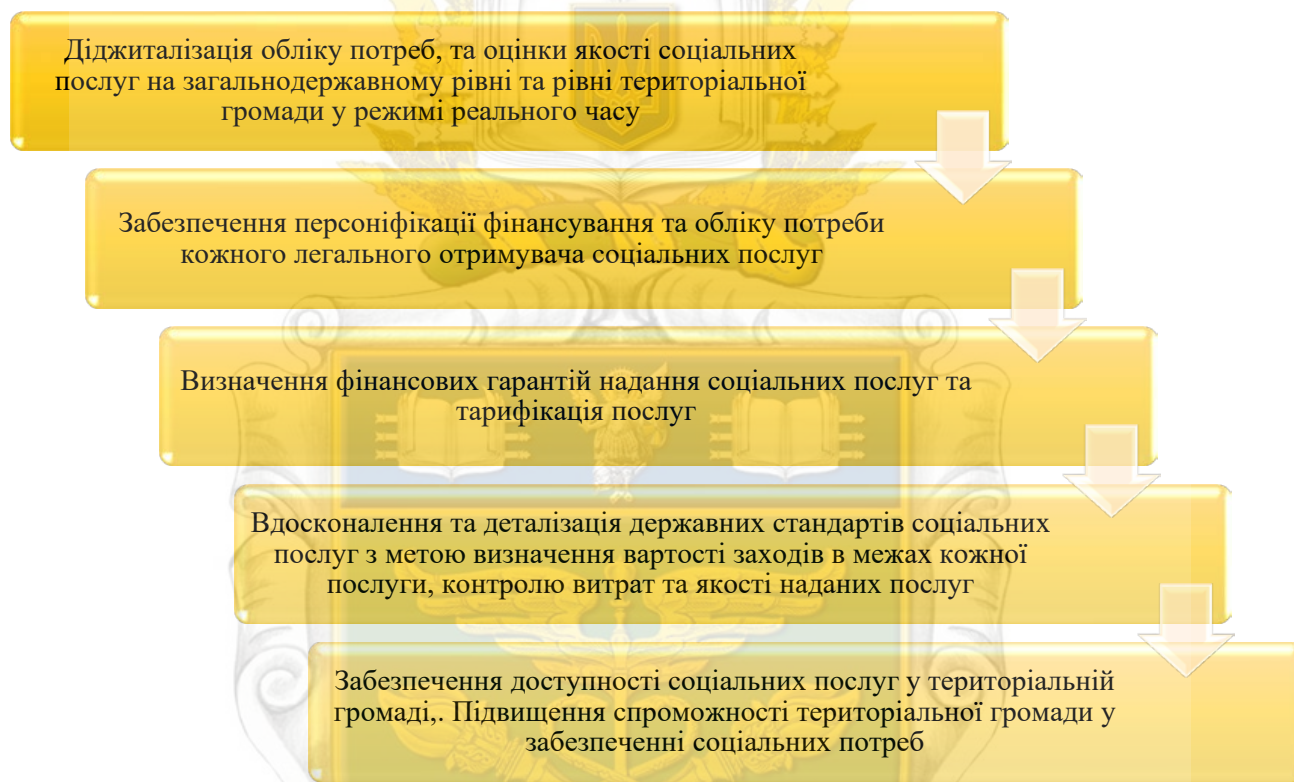 Діджиталізація обліку потреб, та оцінки якості соціальних
послуг на загальнодержавному рівні та рівні територіальної
громади у режимі реального часу
Забезпечення персоніфікації фінансування та обліку потреби
кожного легального отримувача соціальних послуг
Визначення фінансових гарантій надання соціальних послуг та
тарифікація послуг
Вдосконалення та деталізація державних стандартів соціальних
послуг з метою визначення вартості заходів в межах кожної
послуги, контролю витрат та якості наданих послуг
Забезпечення доступності соціальних послуг у територіальній
громаді,. Підвищення спроможності територіальної громади у
забезпеченні соціальних потреб